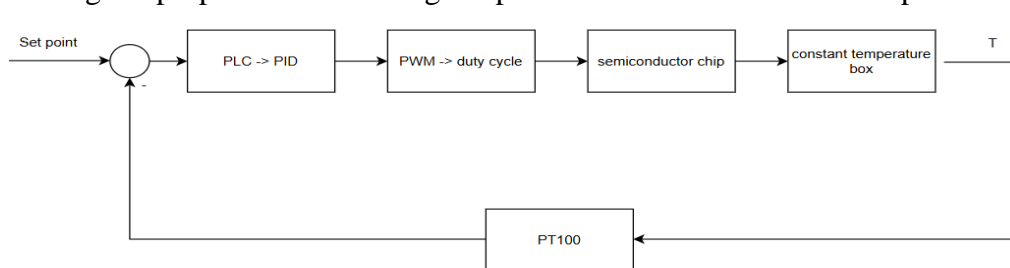 Set point
PLC -> PID
PWM -> duty cycle
semiconductor chip
constant temperature
box
T
-
PT100